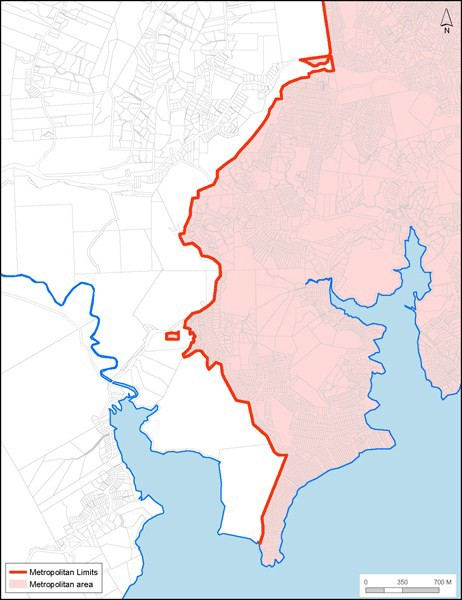 N
Metropolitan Limits
Metropolitan area
0 350 700 M